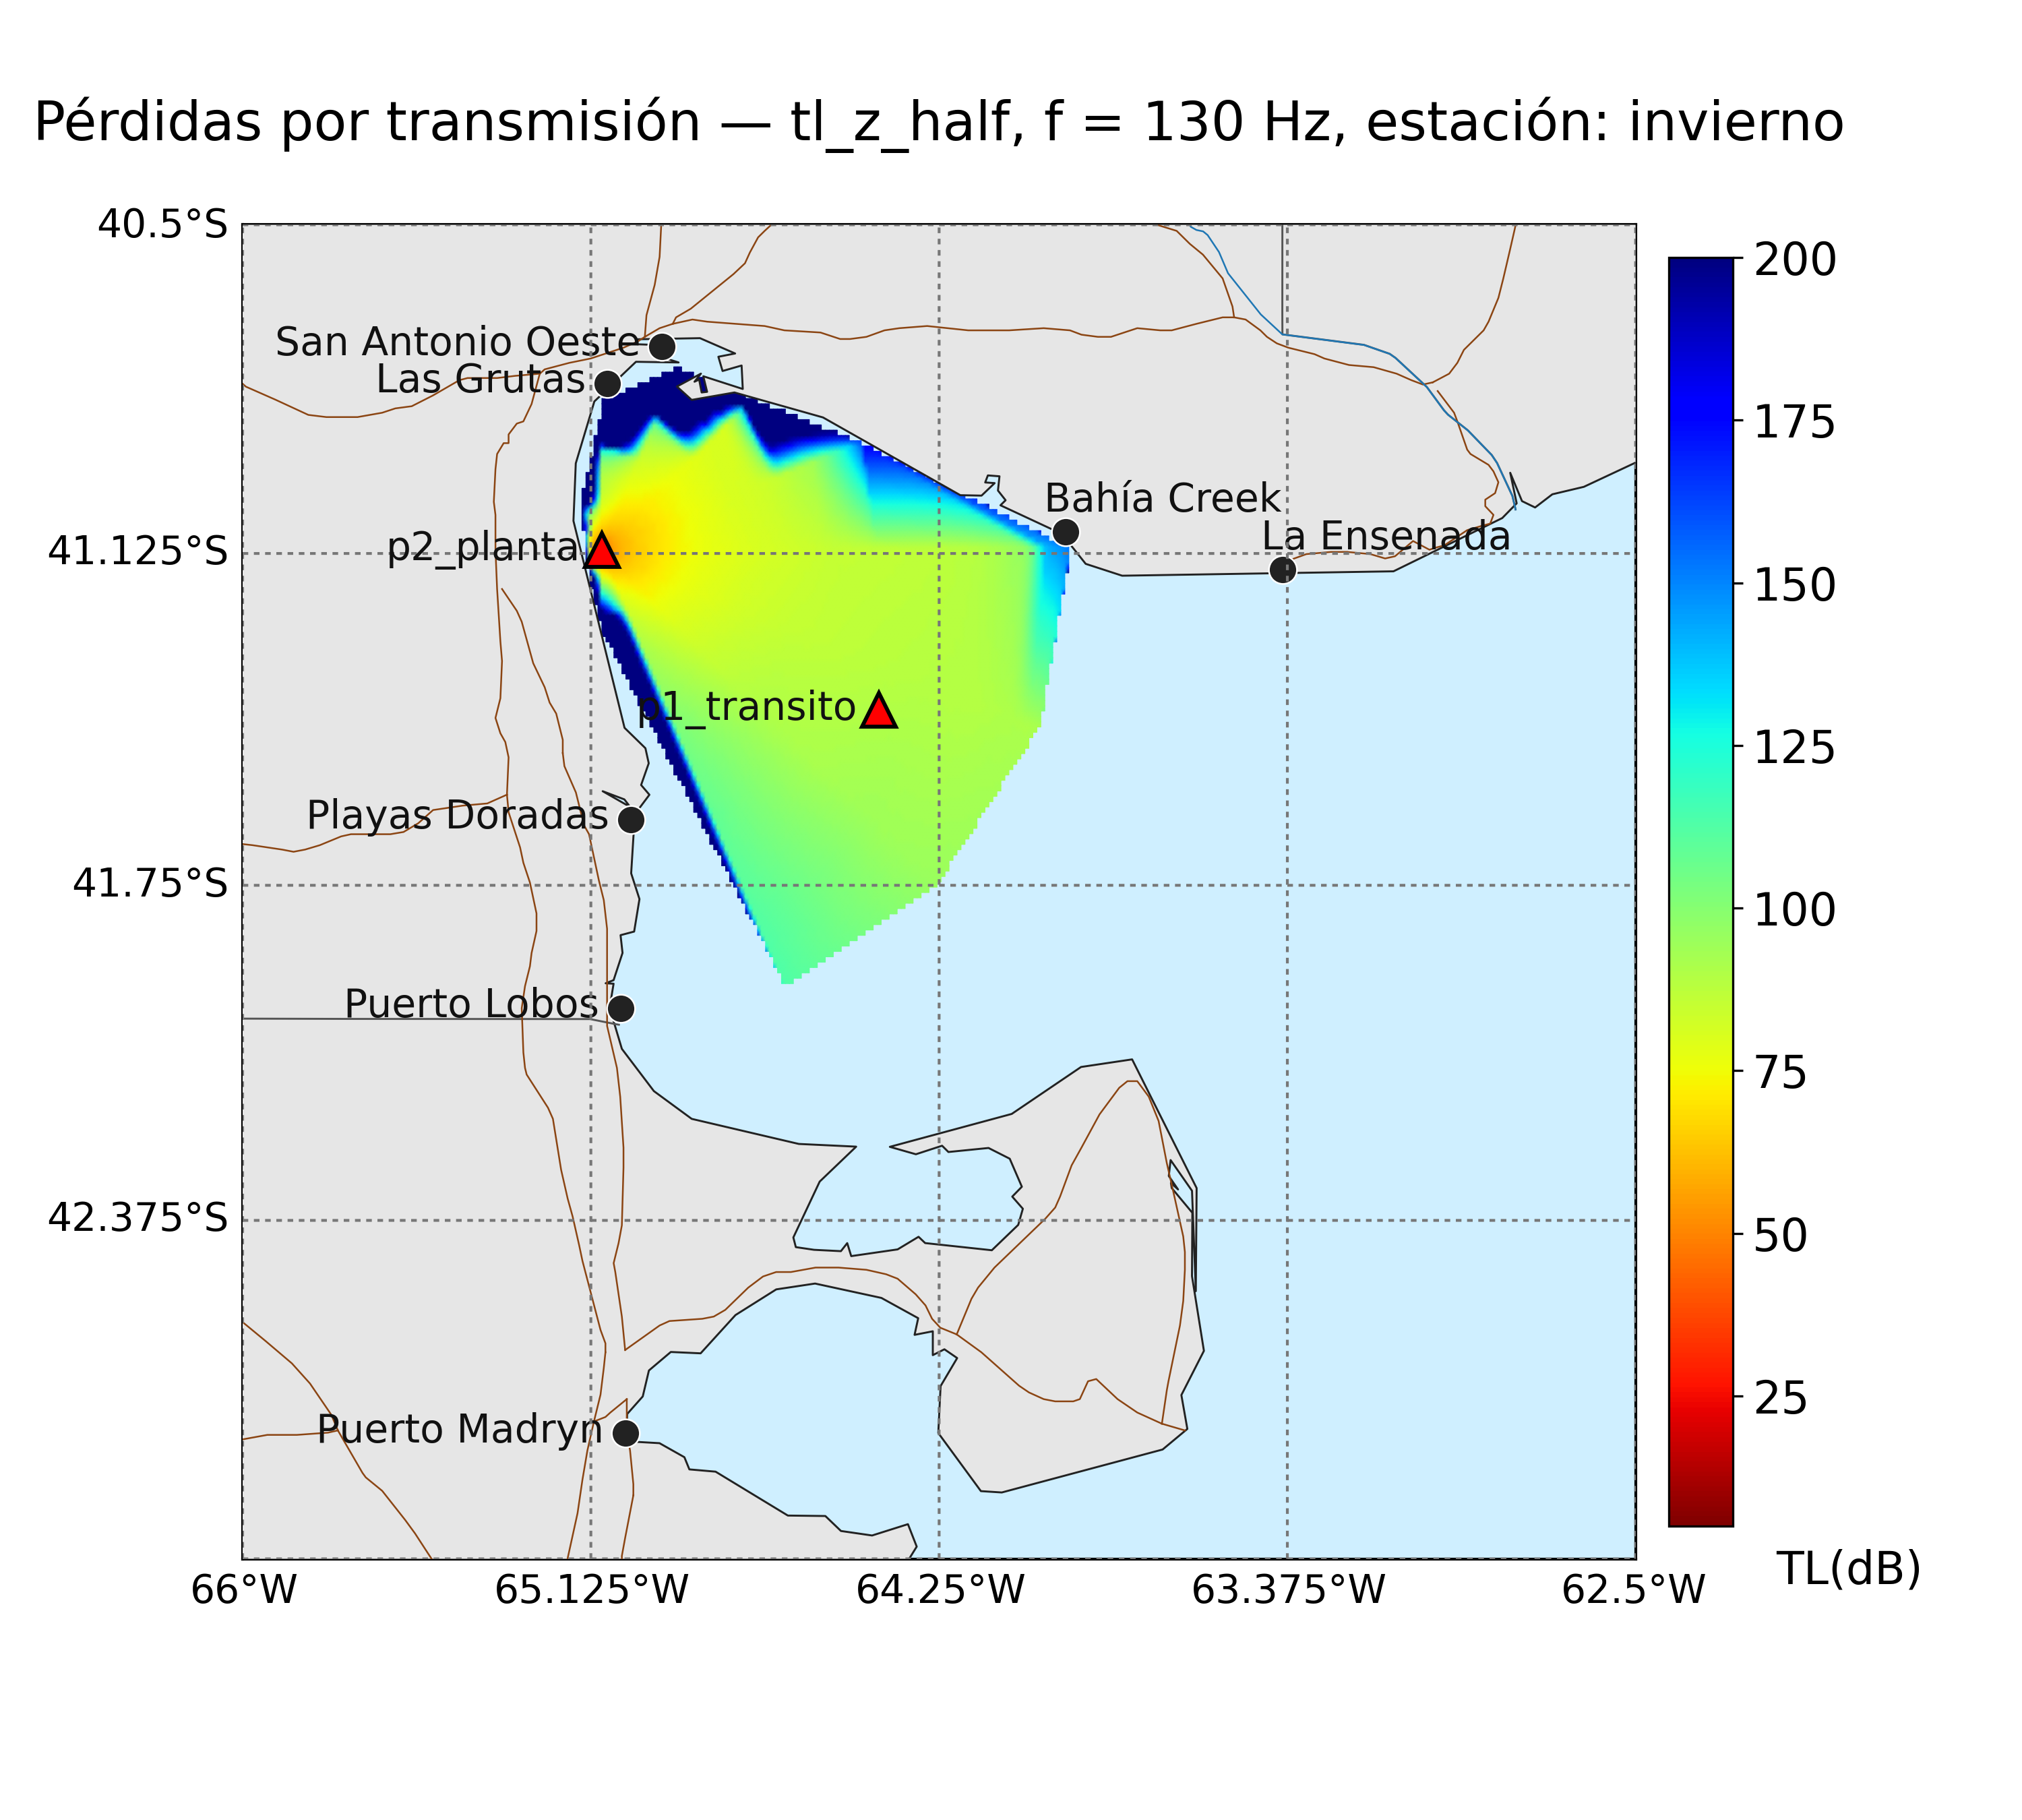 Pérdidas por transmisión — tl_z_half, f = 130 Hz, estación: invierno
40.5°S
200
San Antonio Oeste
Las Grutas
175
Bahía Creek
La Ensenada
p2_planta
41.125°S
150
p1_transito
125
Playas Doradas
41.75°S
100
Puerto Lobos
75
42.375°S
50
25
Puerto Madryn
TL(dB)
66°W
65.125°W
64.25°W
63.375°W
62.5°W